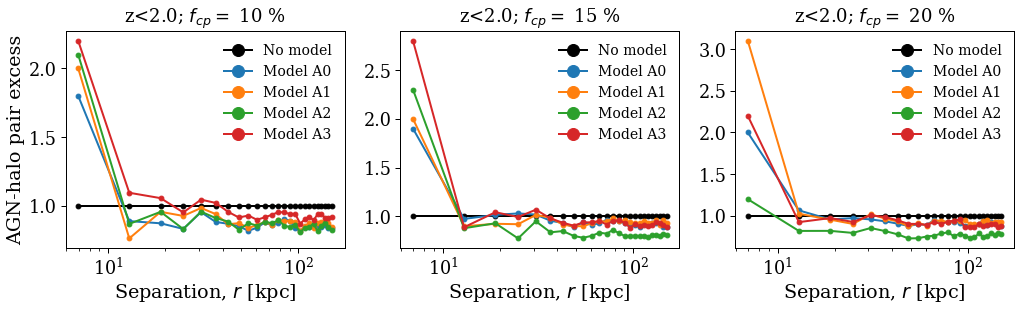 z<2.0; f_cp = 10 %
AGN-halo pair excess
2.0
1.5
1.0
No model
Model A0
Model A1
Model A2
Model A3
10^1
10^2
Separation, r [kpc]
z<2.0; f_cp = 15 %
2.5
2.0
1.5
1.0
No model
Model A0
Model A1
Model A2
Model A3
10^1
10^2
Separation, r [kpc]
z<2.0; f_cp = 20 %
3.0
2.5
2.0
1.5
1.0
No model
Model A0
Model A1
Model A2
Model A3
10^1
10^2
Separation, r [kpc]